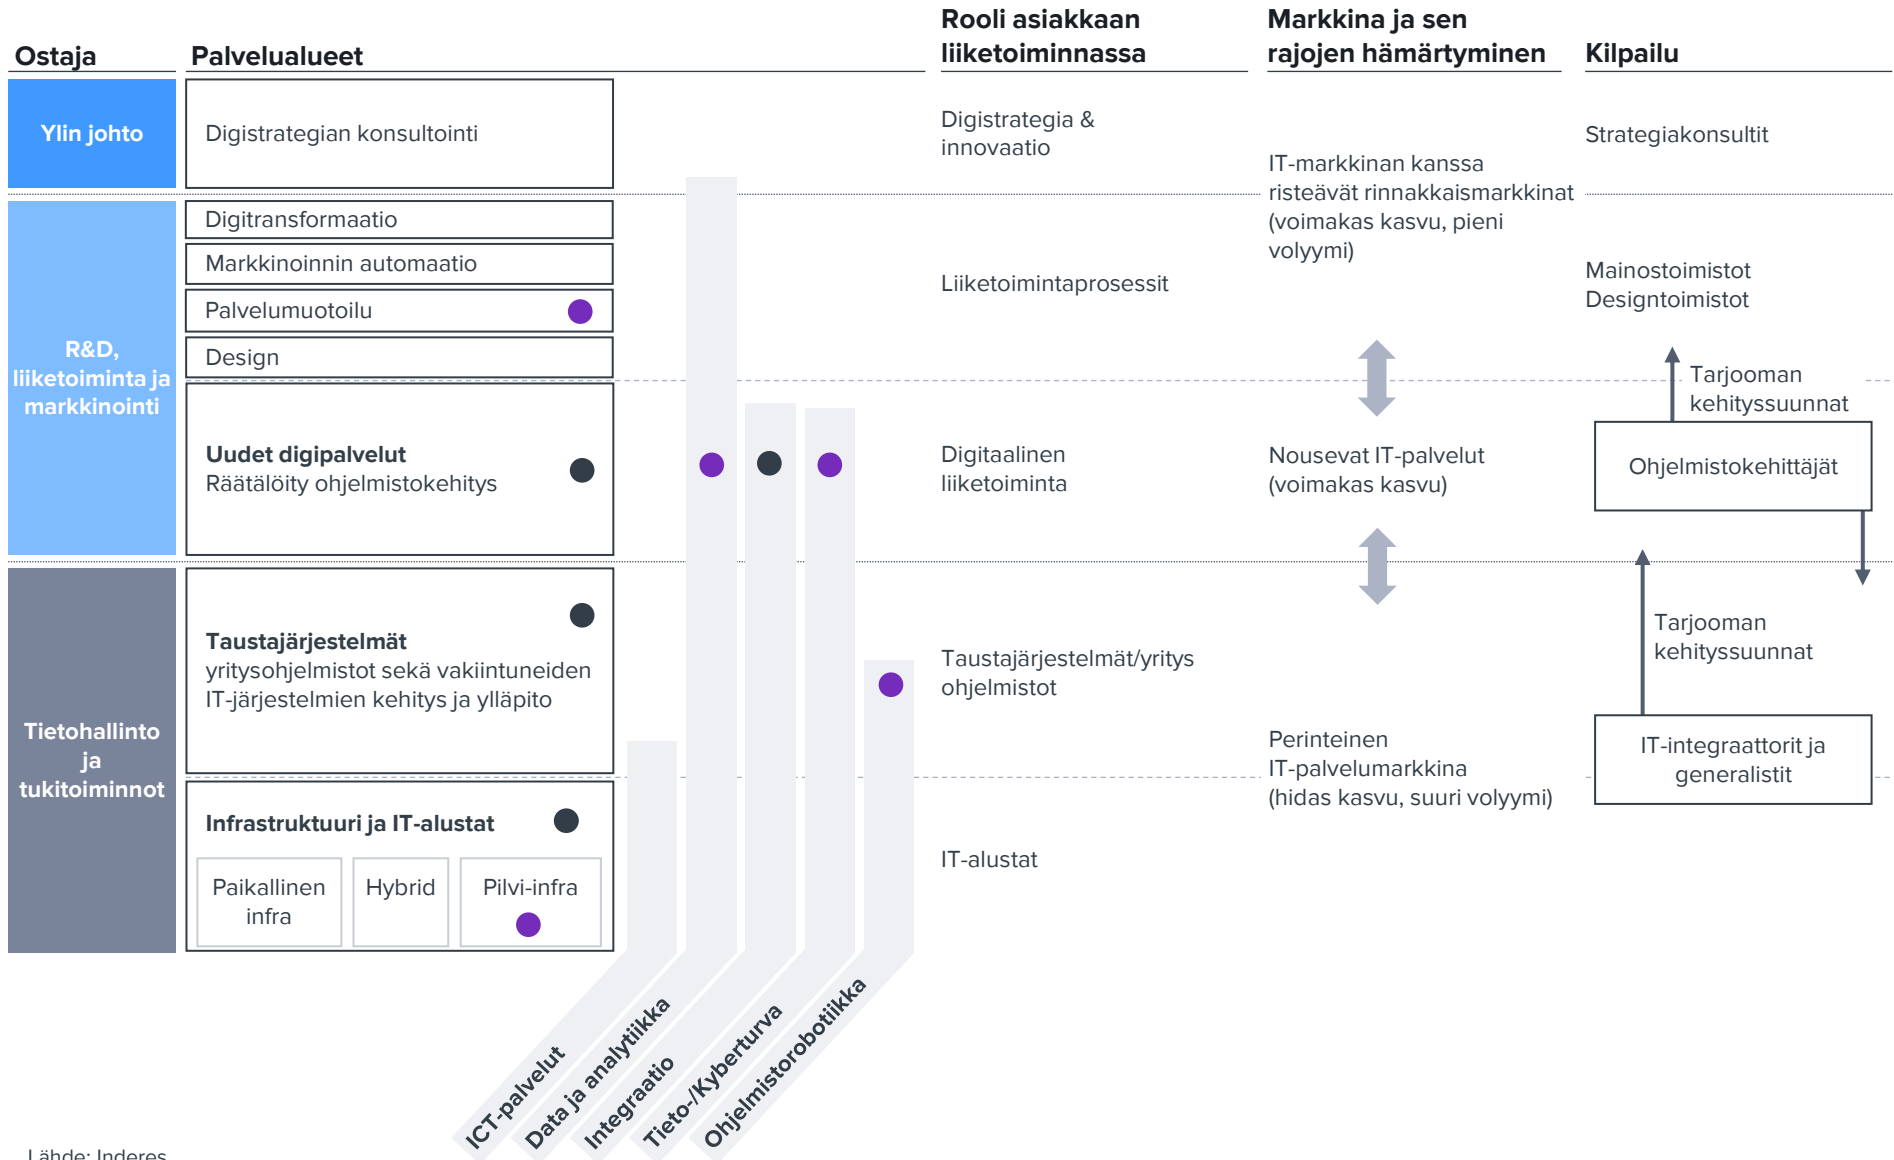 Ostaja
Palvelualueet
Rooli asiakkaan
liiketoiminnassa
Markkina ja sen
rajojen hämärtyminen
Kilpailu
Ylin johto
Digistrategian konsultointi
Digistrategia &
innovaatio
IT-markkinan kanssa
risteävät rinnakkaismarkkinat
(voimakas kasvu, pieni
volyymi)
Strategiakonsultit
R&D,
liiketoiminta ja
markkinointi
Digitransformaatio
Markkinoinnin automaatio
Palvelumuotoilu
Design
Liiketoimintaprosessit
Mainostoimistot
Designtoimistot
Tarjooman
kehityssuunnat
Uudet digipalvelut
Räätälöity ohjelmistokehitys
Digitaalinen
liiketoiminta
Nousevat IT-palvelut
(voimakas kasvu)
Ohjelmistokehittäjät
Tietohallinto
ja
tukitoiminnot
Taustajärjestelmät
yritysohjelmistot sekä vakiintuneiden
IT-järjestelmien kehitys ja ylläpito
Taustajärjestelmät/yritys
ohjelmistot
Tarjooman
kehityssuunnat
Perinteinen
IT-palvelumarkkina
(hidas kasvu, suuri volyymi)
IT-integraattorit ja
generalistit
Infrastruktuuri ja IT-alustat
Paikallinen
infra
Hybrid
Pilvi-infra
IT-alustat
ICT-palvelut
Data ja analytiikka
Integraatio
Tieto-/Kyberturva
Ohjelmistorobotiikka
Lähde: Inderes